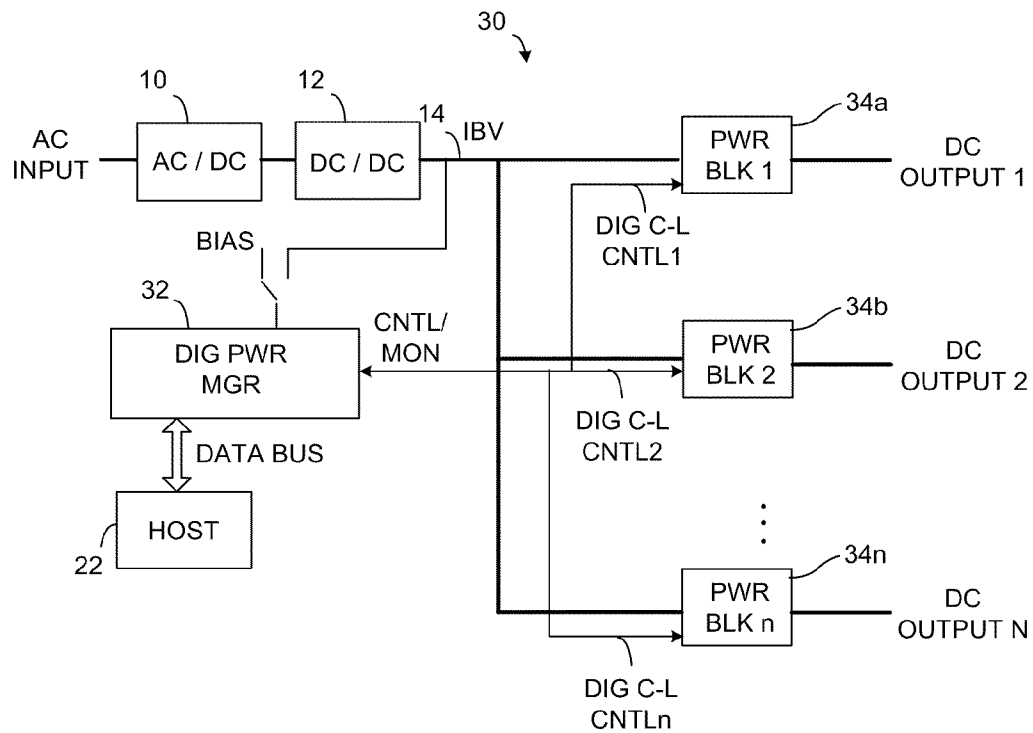 30
10
12
14
IBV
34a
AC
INPUT
AC / DC
DC / DC
PWR
BLK 1
DC
OUTPUT 1
DIG C-L
CNTL1
BIAS
32
CNTL/
MON
34b
DIG PWR
MGR
PWR
BLK 2
DC
OUTPUT 2
DIG C-L
CNTL2
DATA BUS
HOST
22
34n
PWR
BLK n
DC
OUTPUT N
DIG C-L
CNTLn